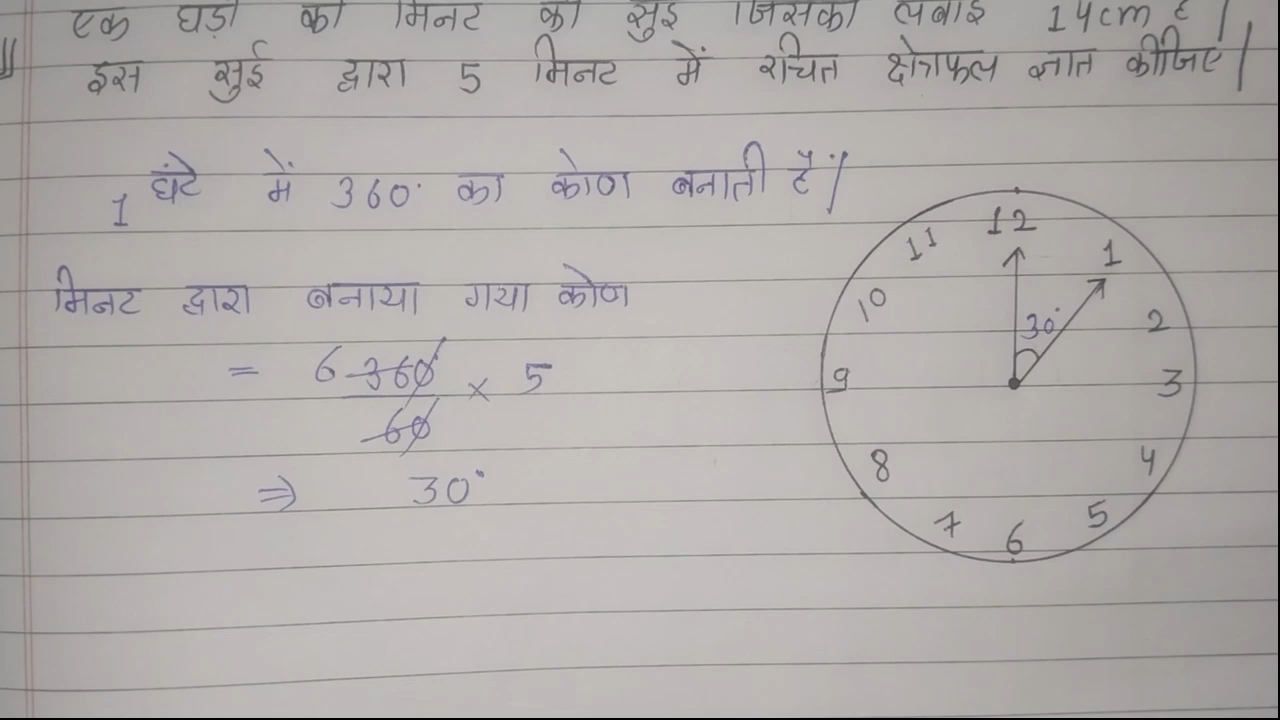 एक घड़ी की मिनट की सुई जिसकी लंबाई 14cm है|
इस सुई द्वारा 5 मिनट में रचित क्षेत्रफल ज्ञात कीजिए|
1 घंटे में 360° का कोण बनाती है|
मिनट द्वारा बनाया गया कोण
= 6 360/60 × 5
⇒ 30°
12
11 1
10 30° 2
9 3
8 4
7 5
6